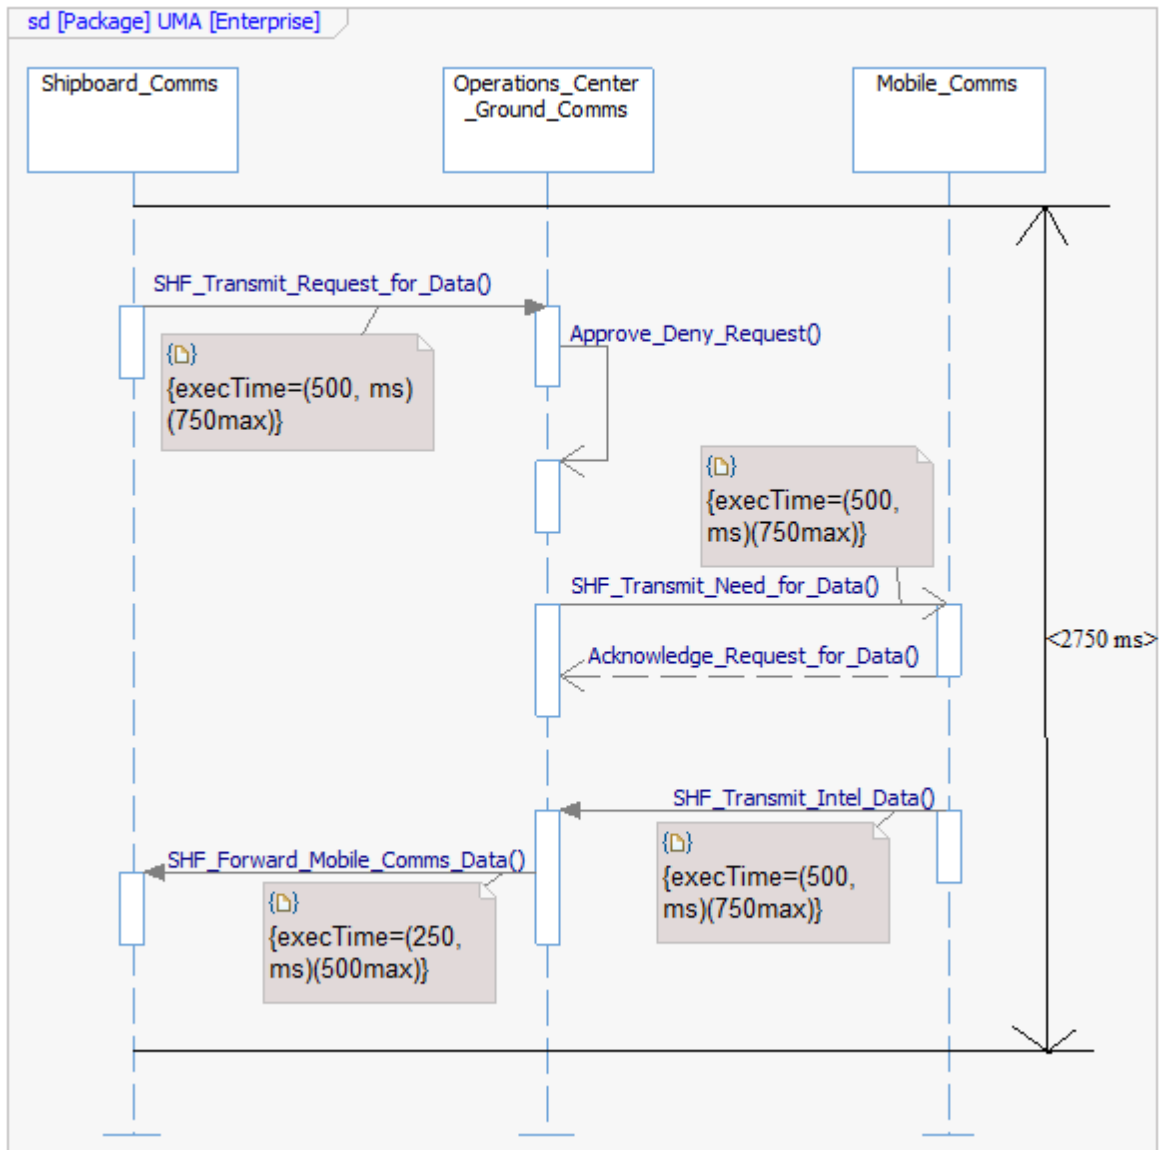 sd [Package] UMA [Enterprise]
Shipboard_Comms
Operations_Center
_Ground_Comms
Mobile_Comms
SHF_Transmit_Request_for_Data()
{execTime=(500, ms)
(750max)}
Approve_Deny_Request()
{execTime=(500,
ms)(750max)}
SHF_Transmit_Need_for_Data()
<2750 ms>
Acknowledge_Request_for_Data()
SHF_Transmit_Intel_Data()
{execTime=(500,
ms)(750max)}
SHF_Forward_Mobile_Comms_Data()
{execTime=(250,
ms)(500max)}